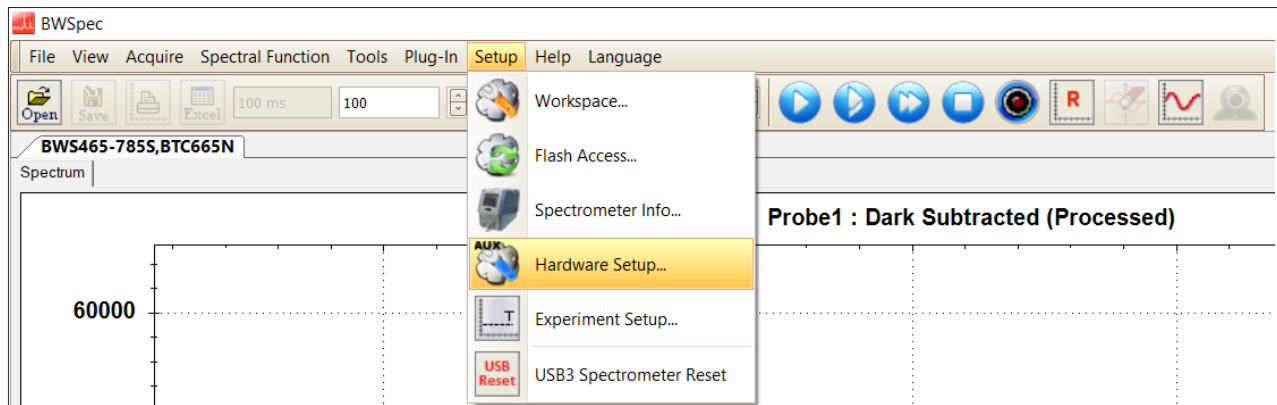 BWSpec
File View Acquire Spectral Function Tools Plug-In Setup Help Language
Open Save Excel 100 ms 100 R
Workspace...
BWS465-785S,BTC665N
Flash Access...
Spectrum
Spectrometer Info...
Probe1 : Dark Subtracted (Processed)
AUX
Hardware Setup...
60000
T
Experiment Setup...
USB
Reset
USB3 Spectrometer Reset